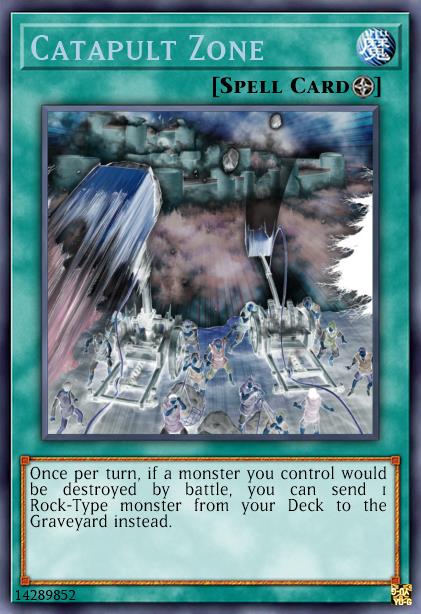 CATAPULT ZONE
魔
[SPELL CARD]
Once per turn, if a monster you control would
be destroyed by battle, you can send 1
Rock-Type monster from your Deck to the
Graveyard instead.
14289852